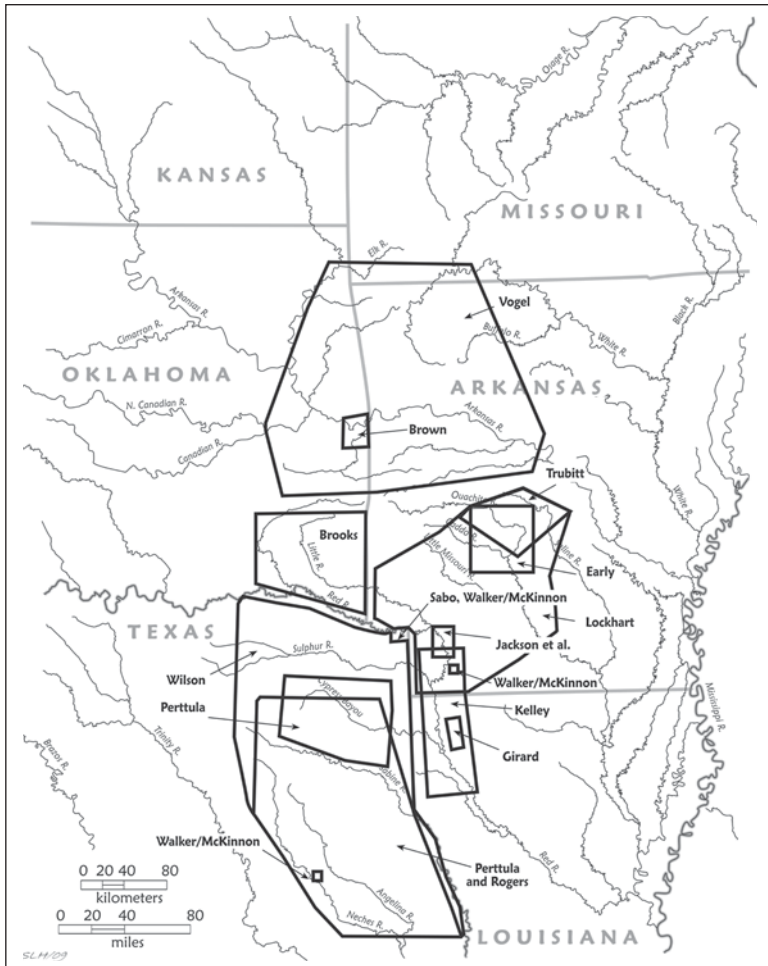 Osage R.
KANSAS
MISSOURI
Elk R.
Arkansas R.
Vogel
Black R.
Cimarron R.
Buffalo R.
White R.
OKLAHOMA
ARKANSAS
N. Canadian R.
Arkansas R.
Canadian R.
Brown
Trubitt
Ouachita
White R.
Brooks
Caddo R.
Little R.
Little Missouri R.
Saline R.
Early
Red R.
Sabo, Walker/McKinnon
TEXAS
Lockhart
Jackson et al.
Sulphur R.
Wilson
Walker/McKinnon
Cypress Bayou
Kelley
Mississippi R.
Perttula
Trinity R.
Girard
Brazos R.
Sabine R.
Walker/McKinnon
Red R.
Perttula
and Rogers
0 20 40 80
kilometers
Angelina R.
0 20 40 80
Neches R.
miles
LOUISIANA
SLH/09